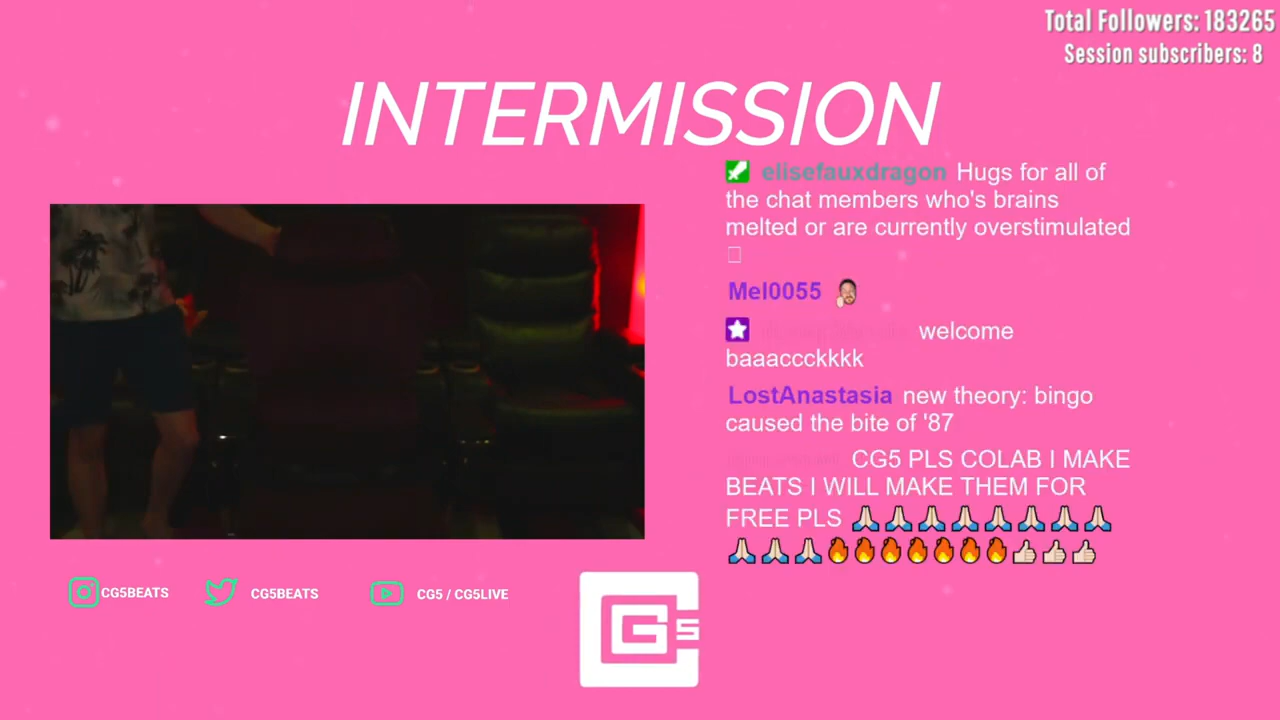 Total Followers: 183265
Session subscribers: 8
INTERMISSION
elisefauxdragon Hugs for all of
the chat members who's brains
melted or are currently overstimulated
Mel0055
welcome
baaaccckkkk
LostAnastasia new theory: bingo
caused the bite of '87
CG5 PLS COLAB I MAKE
BEATS I WILL MAKE THEM FOR
FREE PLS 🙏🏻🙏🏻🙏🏻🙏🏻🙏🏻🙏🏻🙏🏻🙏🏻
🙏🏻🙏🏻🙏🏻🔥🔥🔥🔥🔥🔥🔥👍🏻👍🏻👍🏻
CG5BEATS
CG5BEATS
CG5 / CG5LIVE
CG5